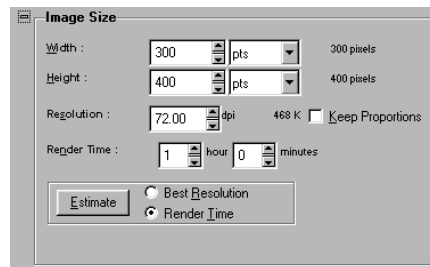 Image Size
Width : 300 pts 300 pixels
Height : 400 pts 400 pixels
Resolution : 72.00 dpi 468 K Keep Proportions
Render Time : 1 hour 0 minutes
Best Resolution
Estimate
Render Time